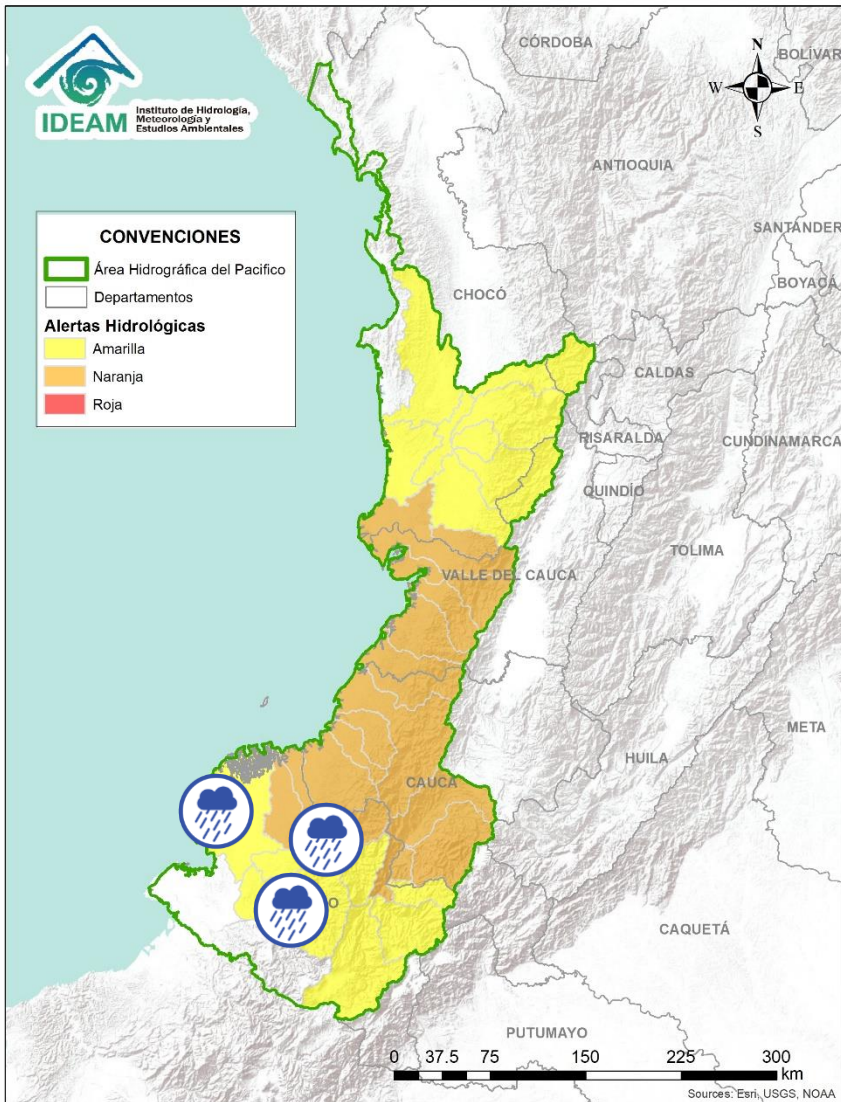 IDEAM
Instituto de Hidrología,
Meteorología y
Estudios Ambientales
CÓRDOBA
BOLÍVAR
N
W
E
S
ANTIOQUIA
SANTANDER
BOYACÁ
CONVENCIONES
Área Hidrográfica del Pacifico
Departamentos
Alertas Hidrológicas
Amarilla
Naranja
Roja
CHOCÓ
CALDAS
RISARALDA
CUNDINAMARCA
QUINDÍO
TOLIMA
VALLE DEL CAUCA
META
HUILA
CAUCA
O
CAQUETÁ
PUTUMAYO
0 37.5 75 150 225 300
km
Sources: Esri, USGS, NOAA